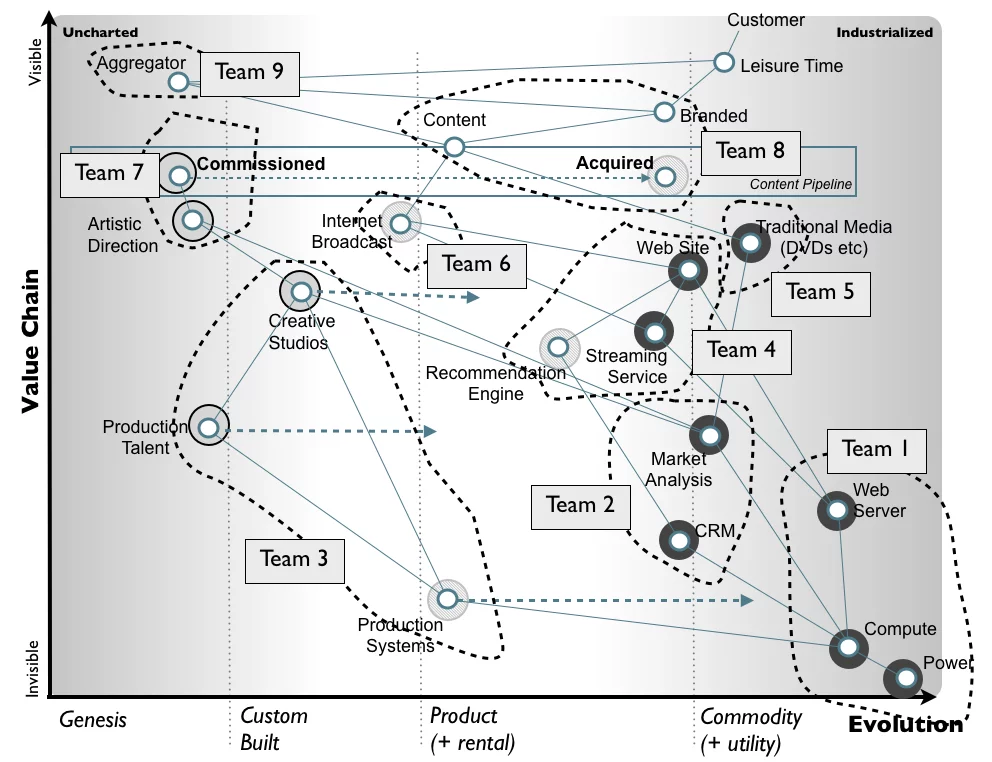 Customer
Uncharted
Industrialized
Visible
Aggregator
Team 9
Leisure Time
Content
Branded
Team 8
Team 7
Commissioned
Acquired
Content Pipeline
Artistic
Direction
Internet
Broadcast
Web Site
Traditional Media
(DVDs etc)
Team 6
Team 5
Creative
Studios
Value Chain
Team 4
Streaming
Service
Recommendation
Engine
Production
Talent
Market
Analysis
Team 1
Web
Server
Team 2
CRM
Team 3
Production
Systems
Compute
Power
Invisible
Genesis
Custom
Built
Product
(+ rental)
Commodity
(+ utility)
Evolution